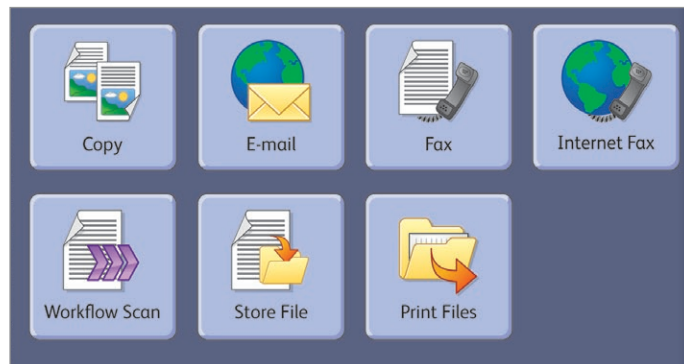 Copy
E-mail
Fax
Internet Fax
Workflow Scan
Store File
Print Files